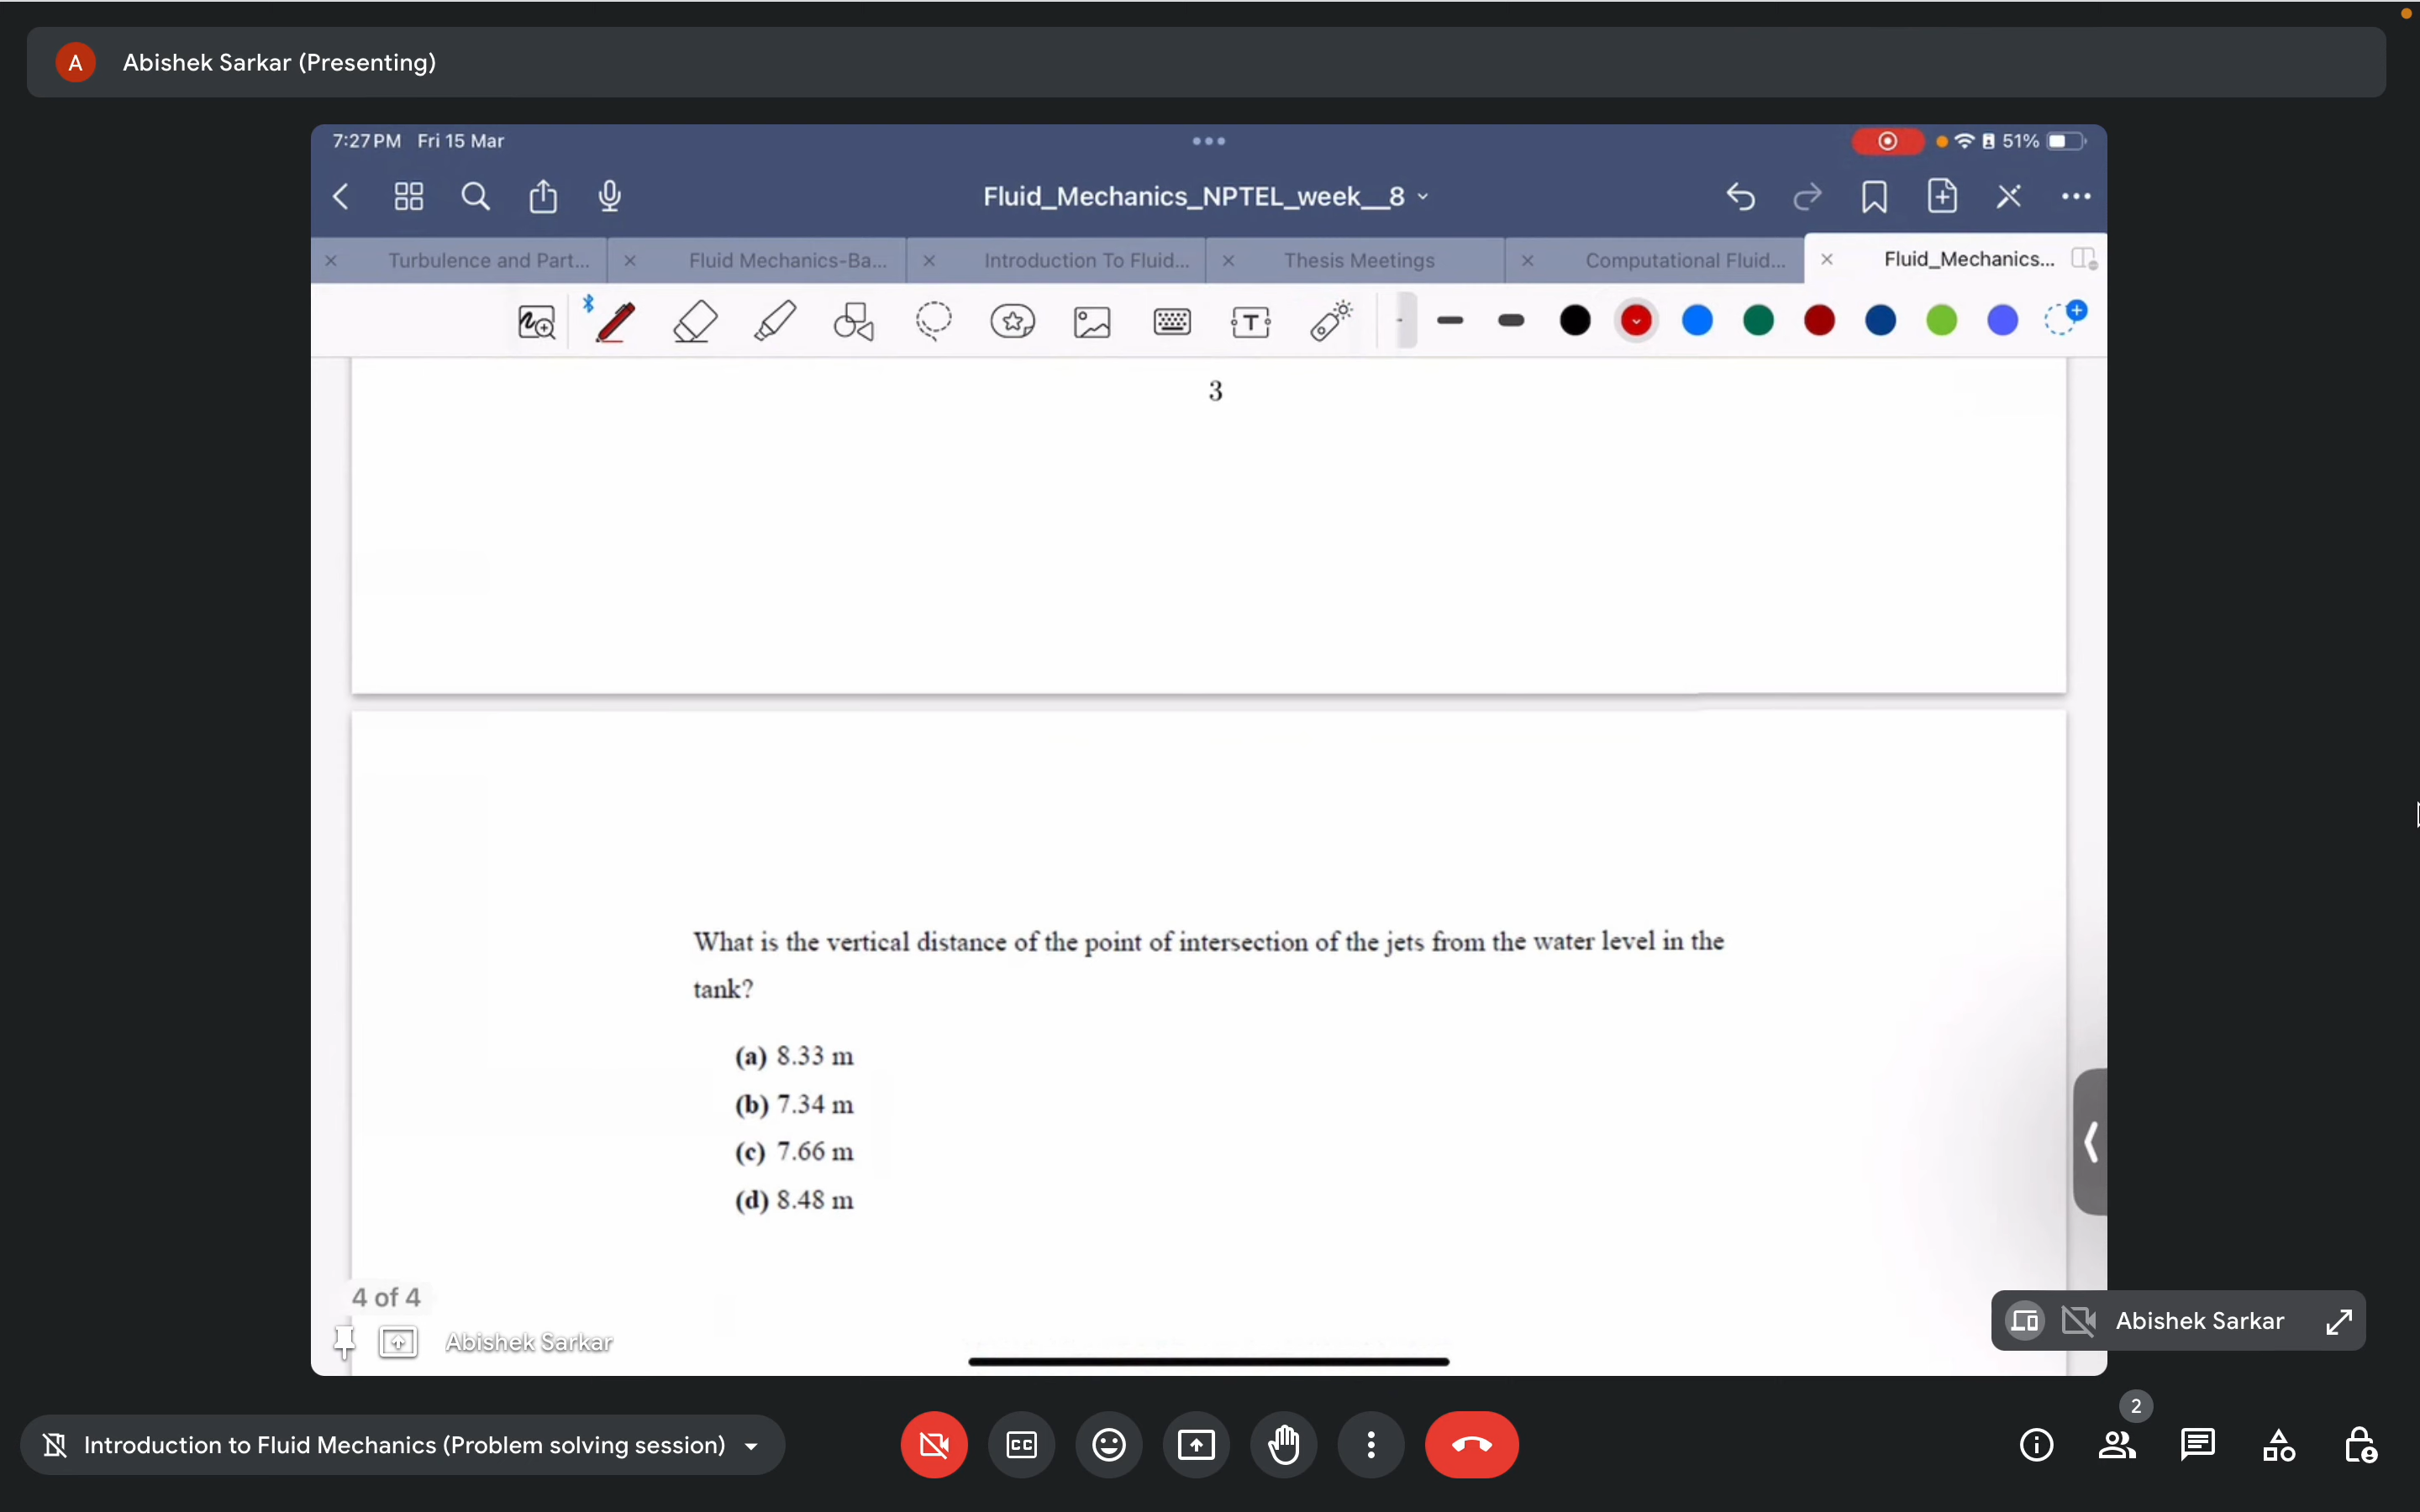 A Abishek Sarkar (Presenting)
7:27 PM Fri 15 Mar
51%
Fluid_Mechanics_NPTEL_week__8
Turbulence and Part...
Fluid Mechanics-Ba...
Introduction To Fluid...
Thesis Meetings
Computational Fluid...
Fluid_Mechanics...
T
3
What is the vertical distance of the point of intersection of the jets from the water level in the
tank?
(a) 8.33 m
(b) 7.34 m
(c) 7.66 m
(d) 8.48 m
4 of 4
Abishek Sarkar
Abishek Sarkar
2
Introduction to Fluid Mechanics (Problem solving session)
CC